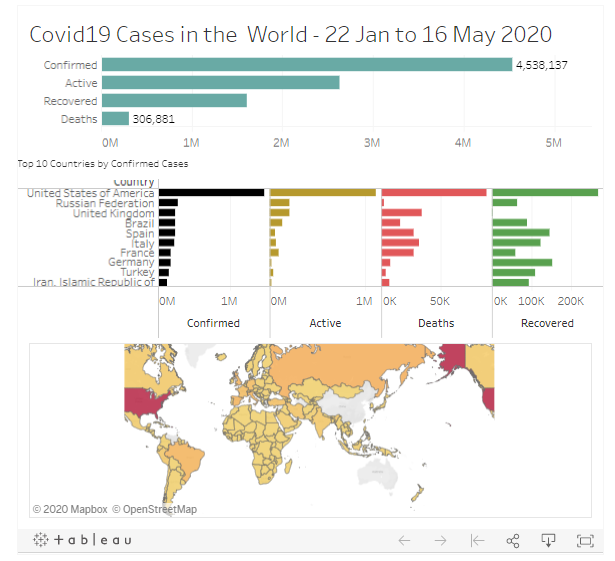 Covid19 Cases in the World - 22 Jan to 16 May 2020
Confirmed 4,538,137
Active
Recovered
Deaths 306,881
0M 1M 2M 3M 4M 5M
Top 10 Countries by Confirmed Cases
Country
United States of America
Russian Federation
United Kingdom
Brazil
Spain
Italy
France
Germany
Turkey
Iran, Islamic Republic of
0M 1M 0M 1M 0K 50K 0K 100K 200K
Confirmed Active Deaths Recovered
© 2020 Mapbox © OpenStreetMap
+ableau